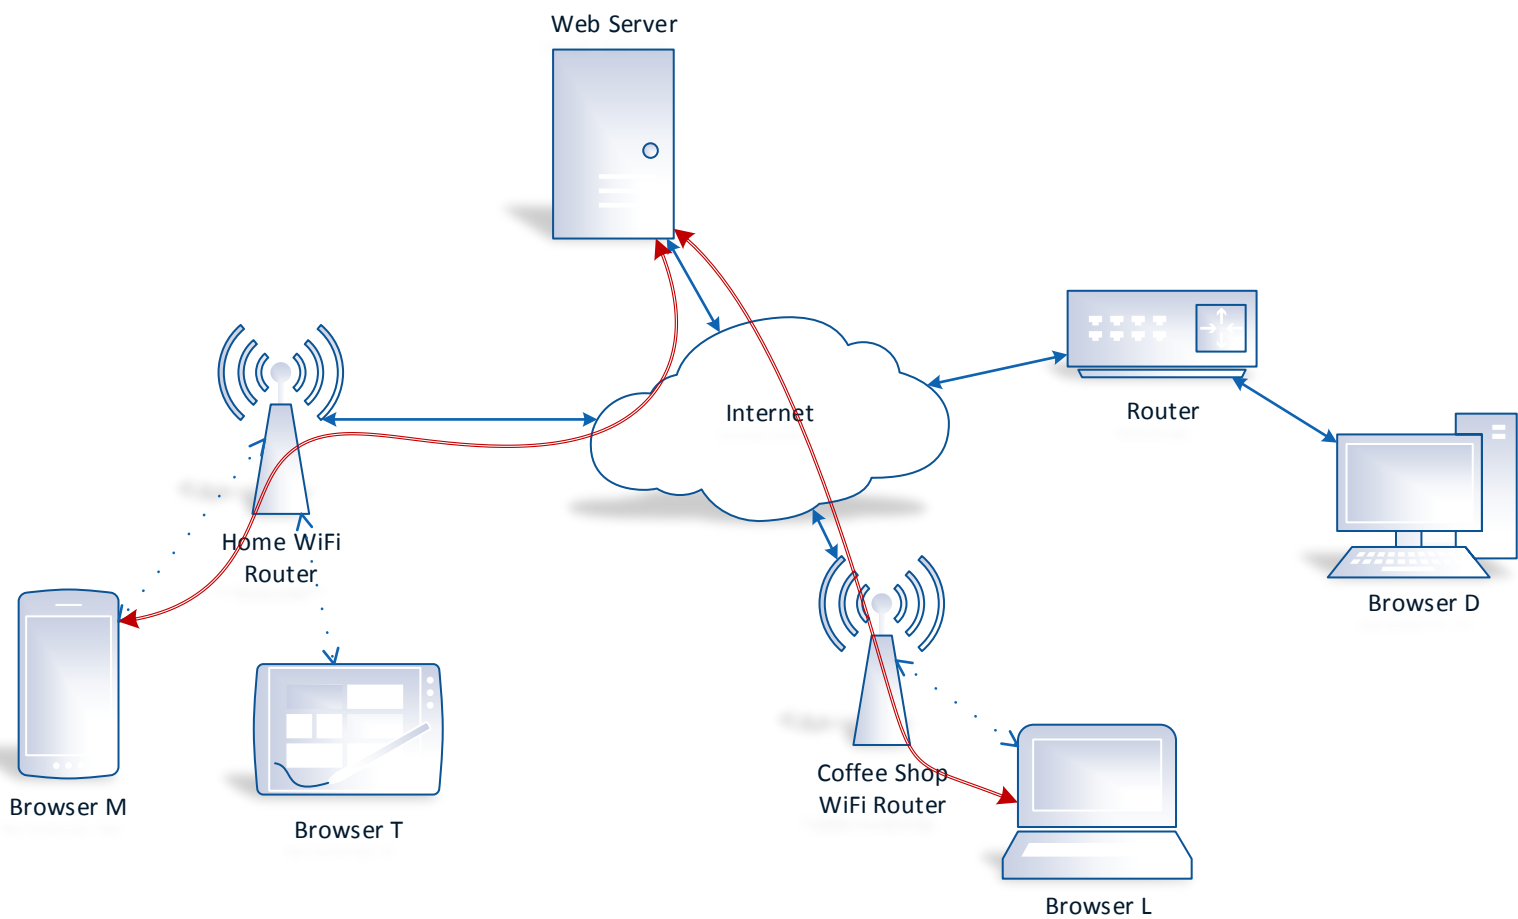 Web Server
Internet
Router
Home WiFi
Router
Browser D
Coffee Shop
WiFi Router
Browser M
Browser T
Browser L